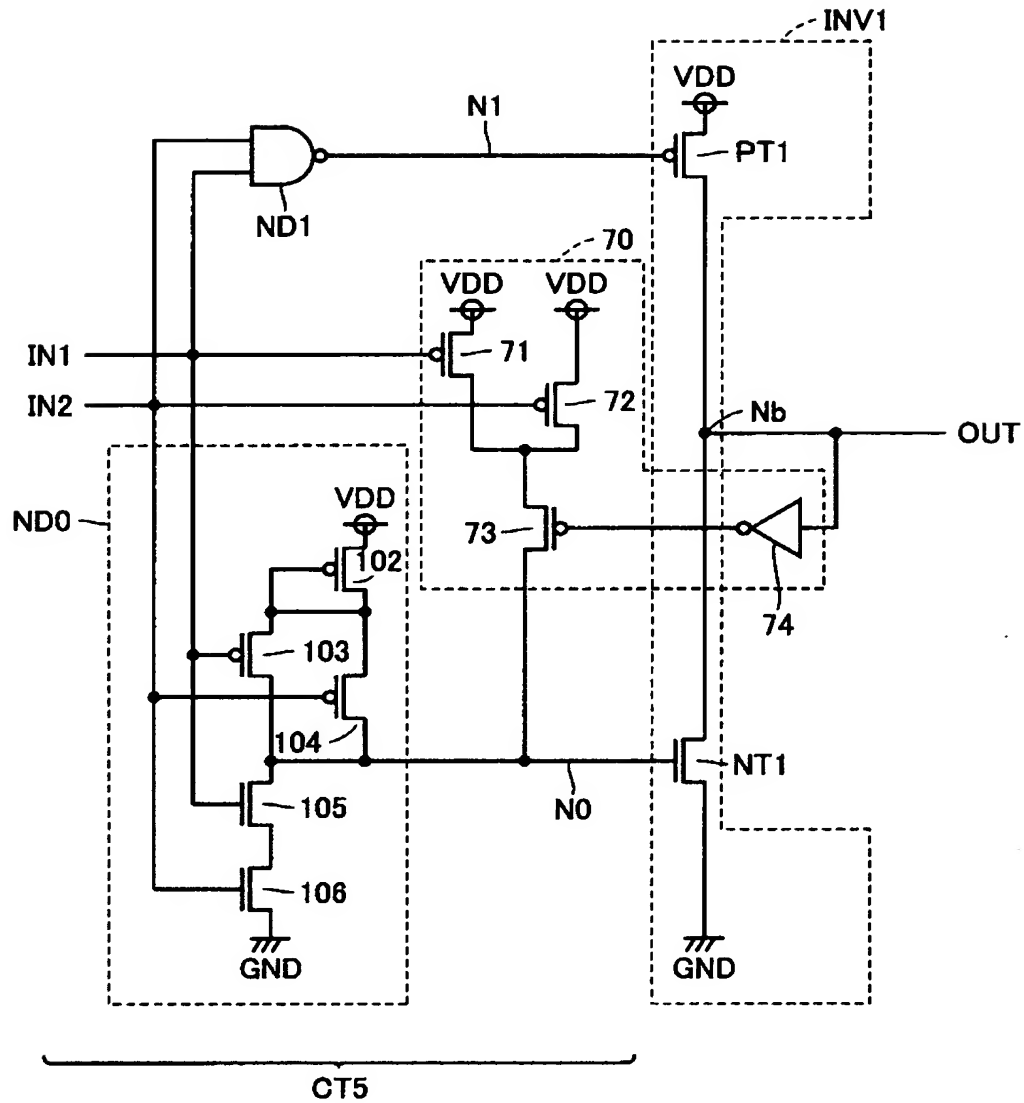 INV1
VDD
N1
PT1
ND1
70
VDD
VDD
IN1
71
IN2
72
Nb
OUT
VDD
ND0
73
102
74
103
104
NT1
N0
105
106
GND
GND
CT5